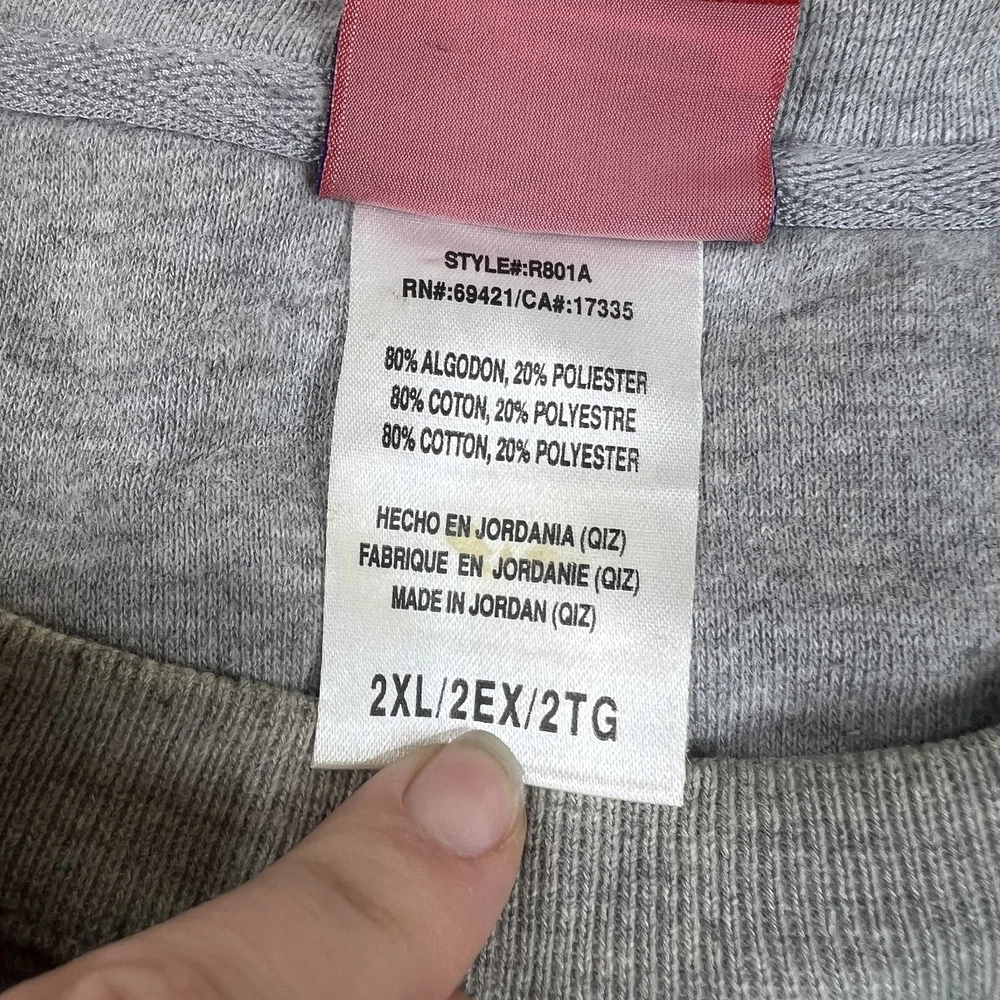 STYLE#:R801A
RN#:69421/CA#:17335
80% ALGODON, 20% POLIESTER
80% COTON, 20% POLYESTRE
80% COTTON, 20% POLYESTER
HECHO EN JORDANIA (QIZ)
FABRIQUE EN JORDANIE (QIZ)
MADE IN JORDAN (QIZ)
2XL/2EX/2TG